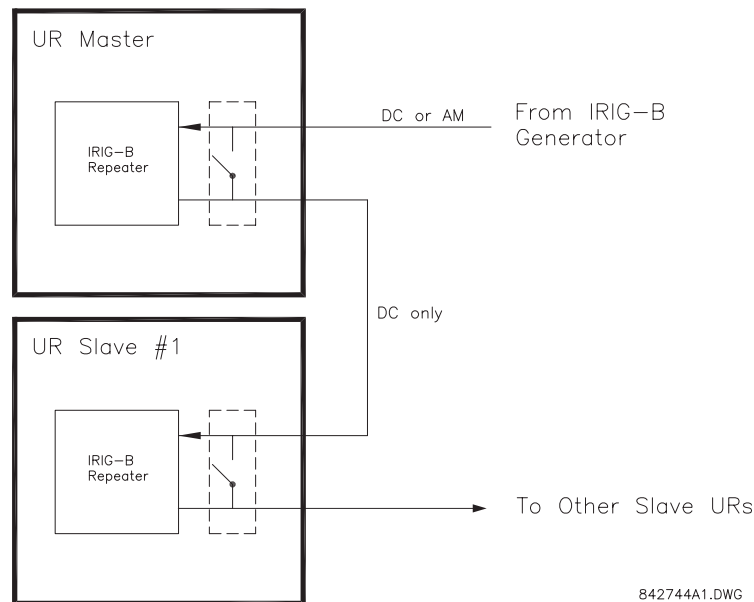 UR Master
IRIG-B
Repeater
DC or AM
From IRIG-B
Generator
DC only
UR Slave #1
IRIG-B
Repeater
To Other Slave URs
842744A1.DWG